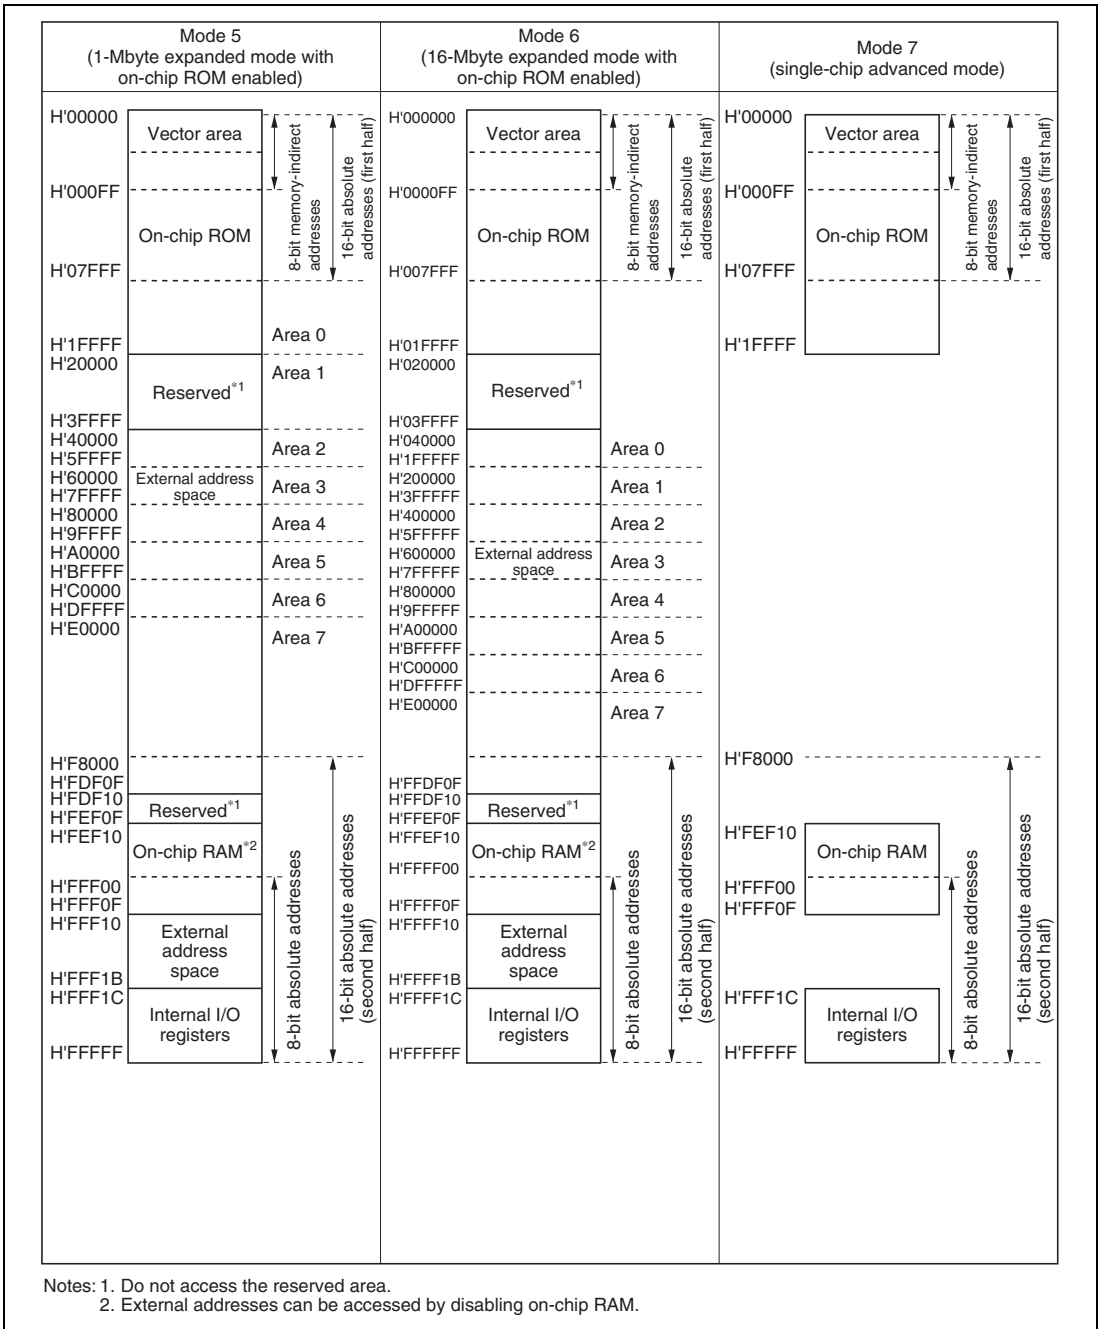 Mode 5
(1-Mbyte expanded mode with
on-chip ROM enabled)
H'00000
Vector area
H'000FF
On-chip ROM
H'07FFF
8-bit memory-indirect
addresses
16-bit absolute
addresses (first half)
H'1FFFF
Area 0
H'20000
Area 1
Reserved*1
H'3FFFF
H'40000
Area 2
H'5FFFF
H'60000
External address
space
Area 3
H'7FFFF
H'80000
Area 4
H'9FFFF
H'A0000
Area 5
H'BFFFF
H'C0000
Area 6
H'DFFFF
H'E0000
Area 7
H'F8000
H'FDF0F
H'FDF10
Reserved*1
H'FEF0F
H'FEF10
On-chip RAM*2
H'FFF00
H'FFF0F
H'FFF10
External
address
space
H'FFF1B
H'FFF1C
Internal I/O
registers
H'FFFFF
8-bit absolute addresses
16-bit absolute addresses
(second half)
Mode 6
(16-Mbyte expanded mode with
on-chip ROM enabled)
H'000000
Vector area
H'0000FF
On-chip ROM
H'007FFF
8-bit memory-indirect
addresses
16-bit absolute
addresses (first half)
H'01FFFF
H'020000
Reserved*1
H'03FFFF
H'040000
Area 0
H'1FFFFF
H'200000
Area 1
H'3FFFFF
H'400000
Area 2
H'5FFFFF
H'600000
External address
space
Area 3
H'7FFFFF
H'800000
Area 4
H'9FFFFF
H'A00000
Area 5
H'BFFFFF
H'C00000
Area 6
H'DFFFFF
H'E00000
Area 7
H'FFDF0F
H'FFDF10
Reserved*1
H'FFEF0F
H'FFEF10
On-chip RAM*2
H'FFFF00
H'FFFF0F
H'FFFF10
External
address
space
H'FFFF1B
H'FFFF1C
Internal I/O
registers
H'FFFFFF
8-bit absolute addresses
16-bit absolute addresses
(second half)
Mode 7
(single-chip advanced mode)
H'00000
Vector area
H'000FF
On-chip ROM
H'07FFF
8-bit memory-indirect
addresses
16-bit absolute
addresses (first half)
H'1FFFF
H'F8000
H'FEF10
On-chip RAM
H'FFF00
H'FFF0F
H'FFF1C
Internal I/O
registers
H'FFFFF
8-bit absolute addresses
16-bit absolute addresses
(second half)
Notes: 1. Do not access the reserved area.
2. External addresses can be accessed by disabling on-chip RAM.